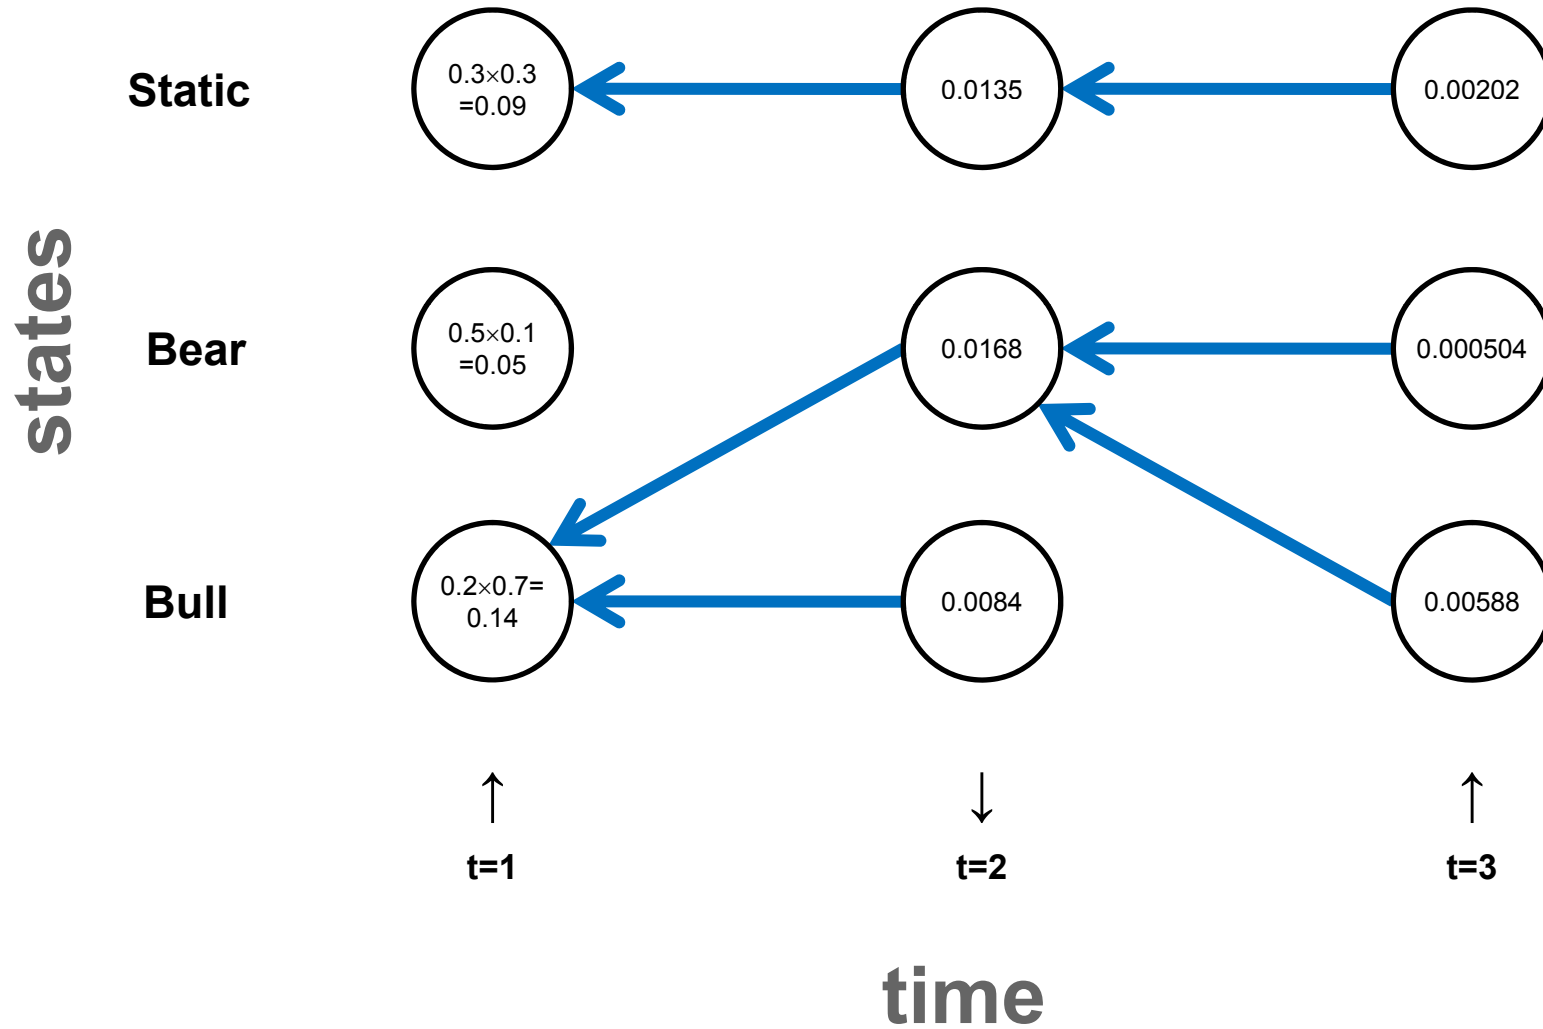 Static
0.3×0.3
=0.09
0.0135
0.00202
states
Bear
0.5×0.1
=0.05
0.0168
0.000504
Bull
0.2×0.7=
0.14
0.0084
0.00588
↑ ↓ ↑
t=1 t=2 t=3
time